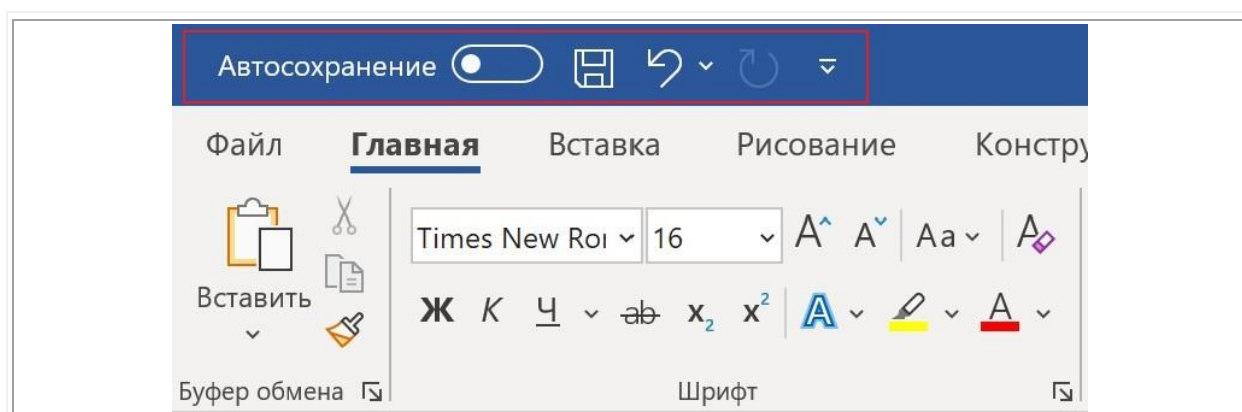 Автосохранение
Файл Главная Вставка Рисование Констру
Times New Roı 16 A A Aa A
Вставить
Ж К Ч ab x₂ x² A A
Буфер обмена Шрифт